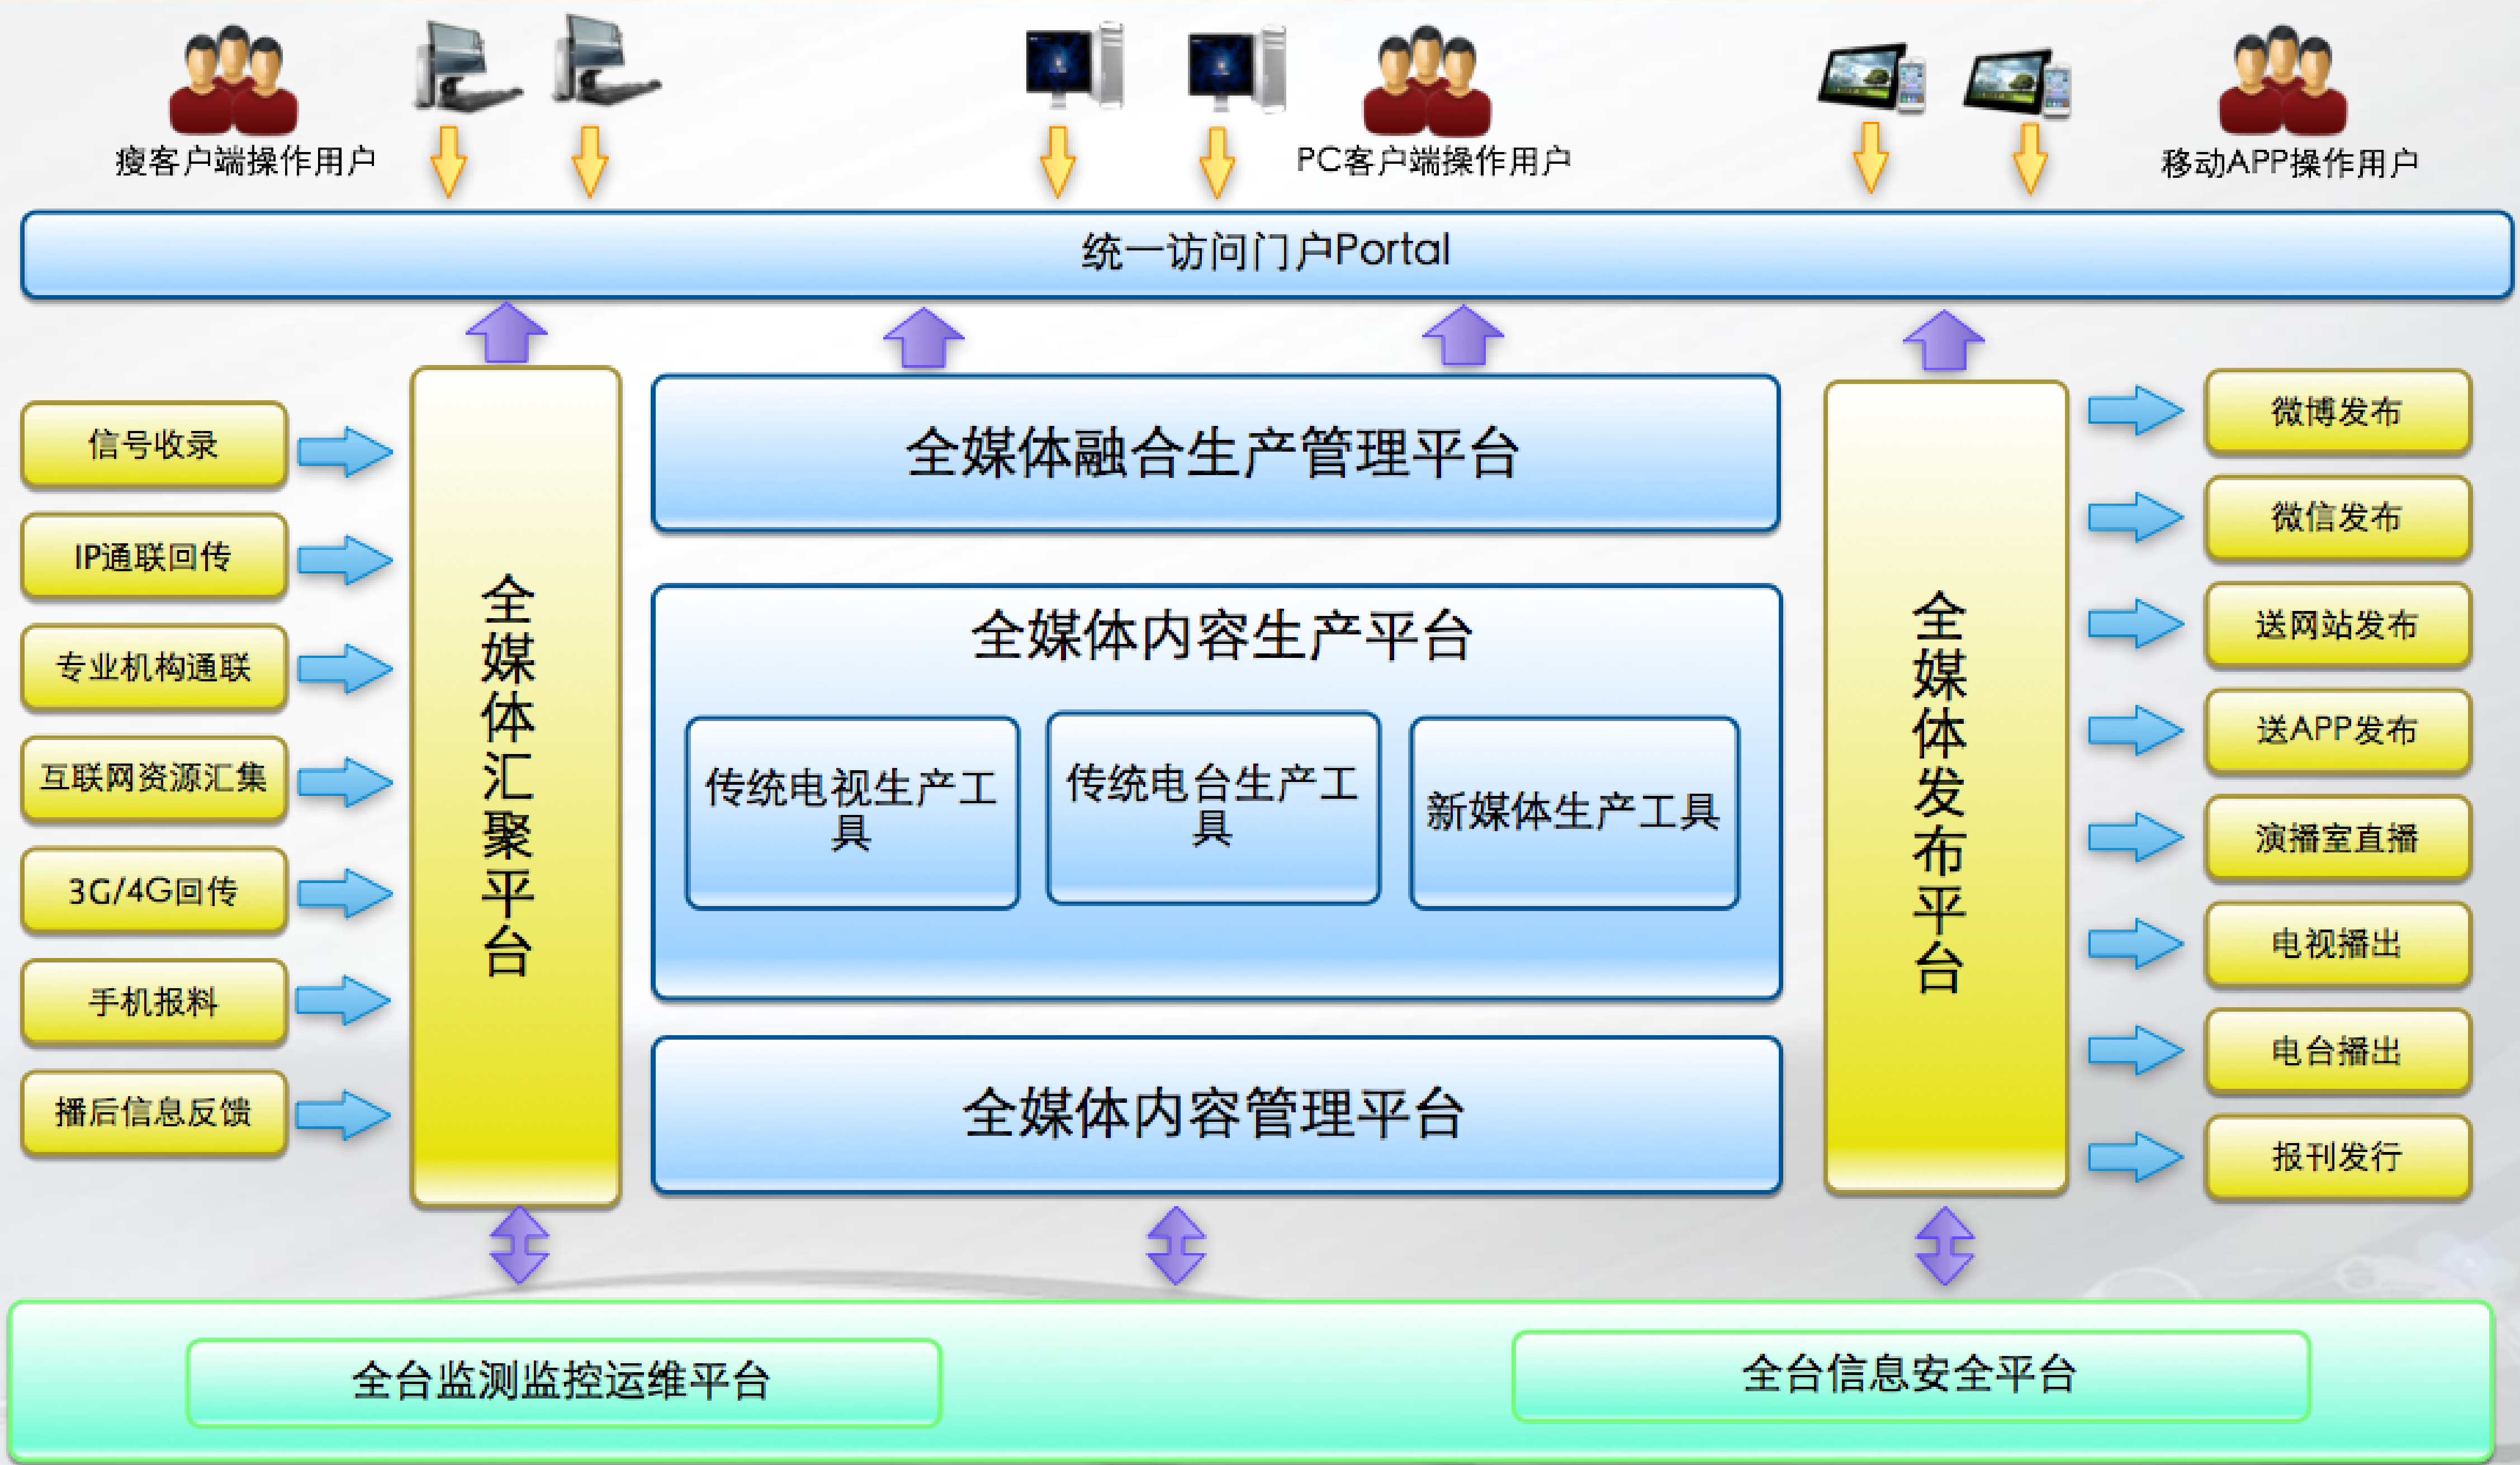 瘦客户端操作用户
PC客户端操作用户
移动APP操作用户
统一访问门户Portal
信号收录
IP通联回传
专业机构通联
互联网资源汇集
3G/4G回传
手机报料
播后信息反馈
全媒体汇聚平台
全媒体融合生产管理平台
全媒体内容生产平台
传统电视生产工
具
传统电台生产工
具
新媒体生产工具
全媒体内容管理平台
全媒体发布平台
微博发布
微信发布
送网站发布
送APP发布
演播室直播
电视播出
电台播出
报刊发行
全台监测监控运维平台
全台信息安全平台